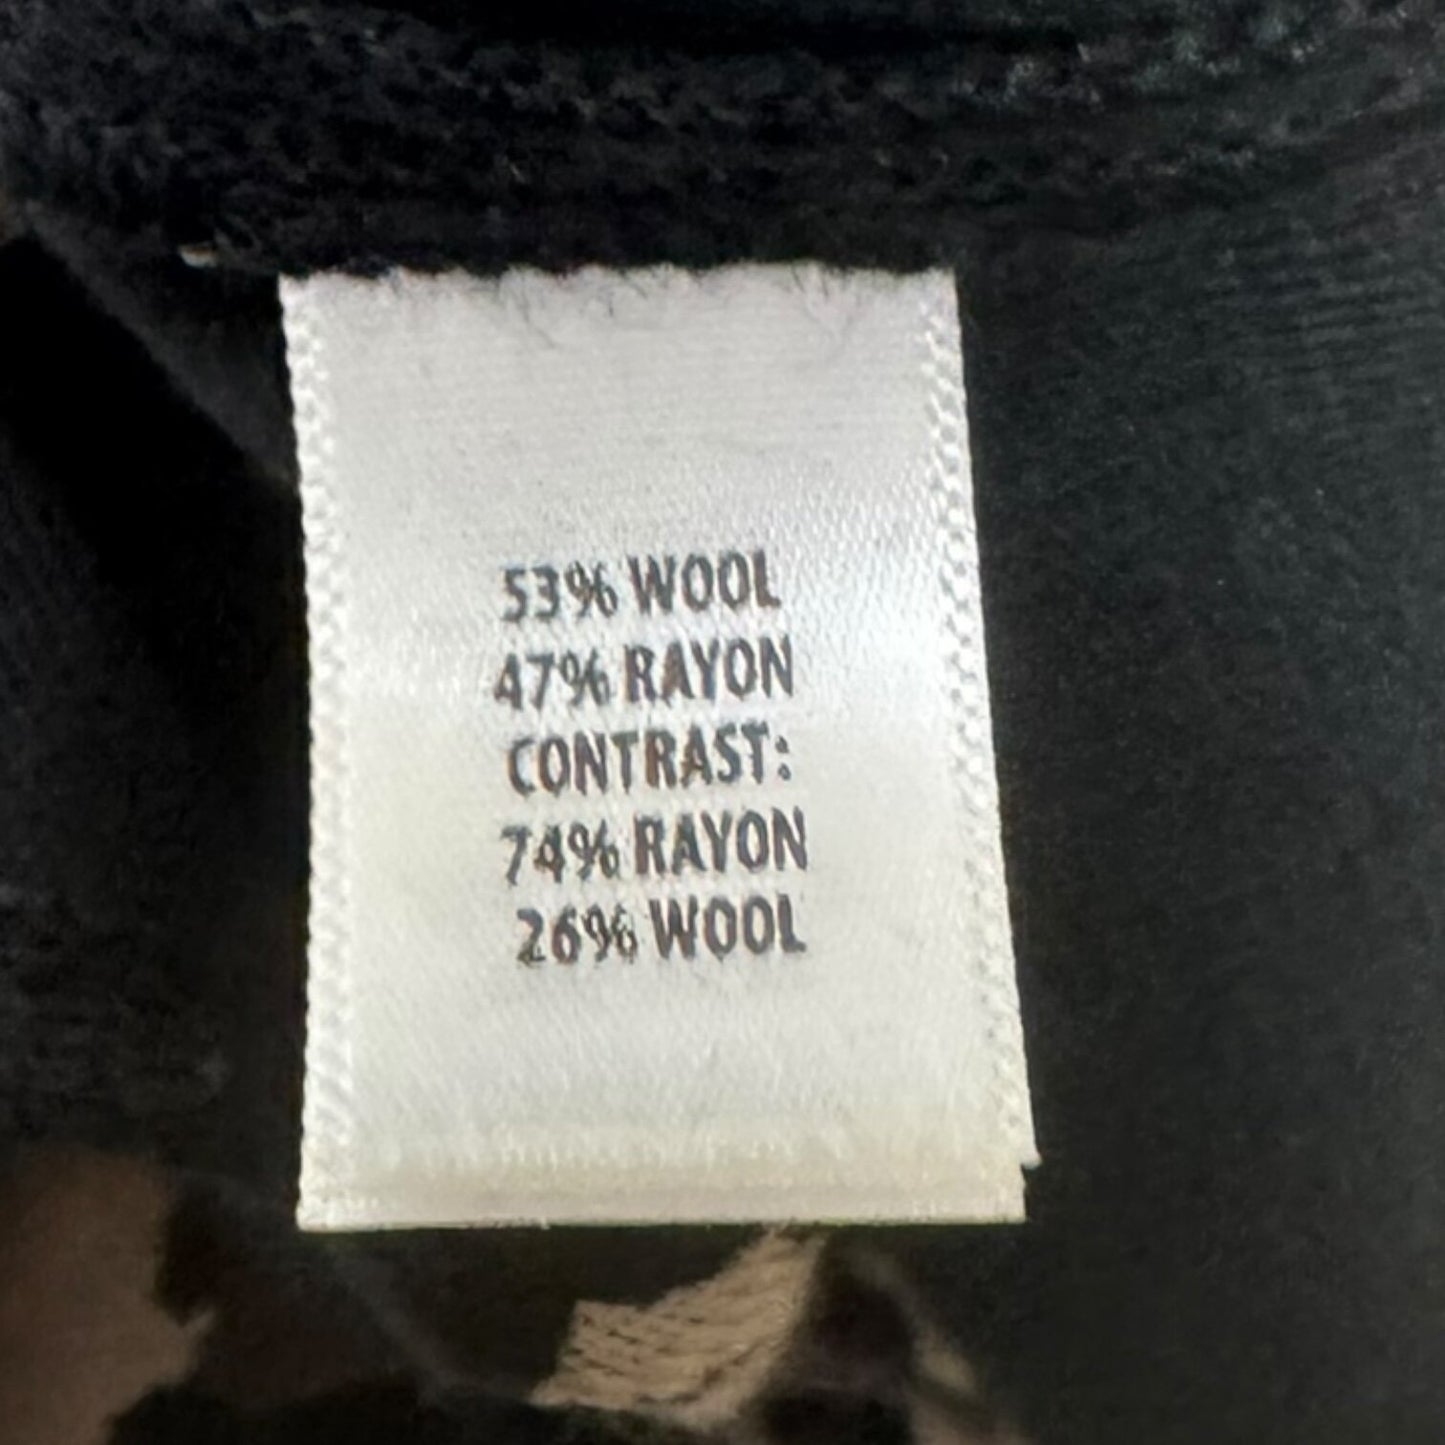 53% WOOL
47% RAYON
CONTRAST:
74% RAYON
26% WOOL